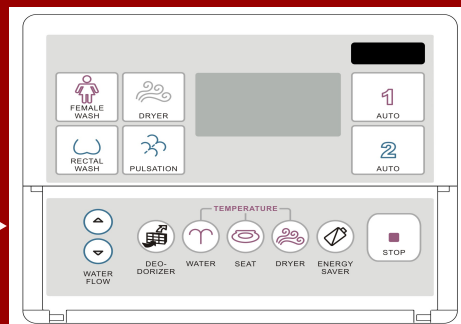 FEMALE
WASH
DRYER
1
AUTO
RECTAL
WASH
PULSATION
2
AUTO
TEMPERATURE
WATER
FLOW
DEO-
DORIZER
WATER
SEAT
DRYER
ENERGY
SAVER
STOP